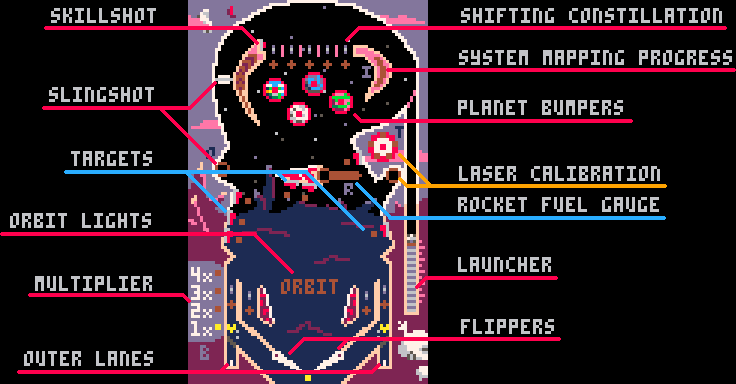 SKILLSHOT
SHIFTING CONSTILLATION
SYSTEM MAPPING PROGRESS
I
SLINGSHOT
PLANET BUMPERS
T
TARGETS
LASER CALIBRATION
R
ROCKET FUEL GAUGE
ORBIT LIGHTS
LAUNCHER
MULTIPLIER
4x
3x
2x
1x
ORBIT
B
FLIPPERS
OUTER LANES